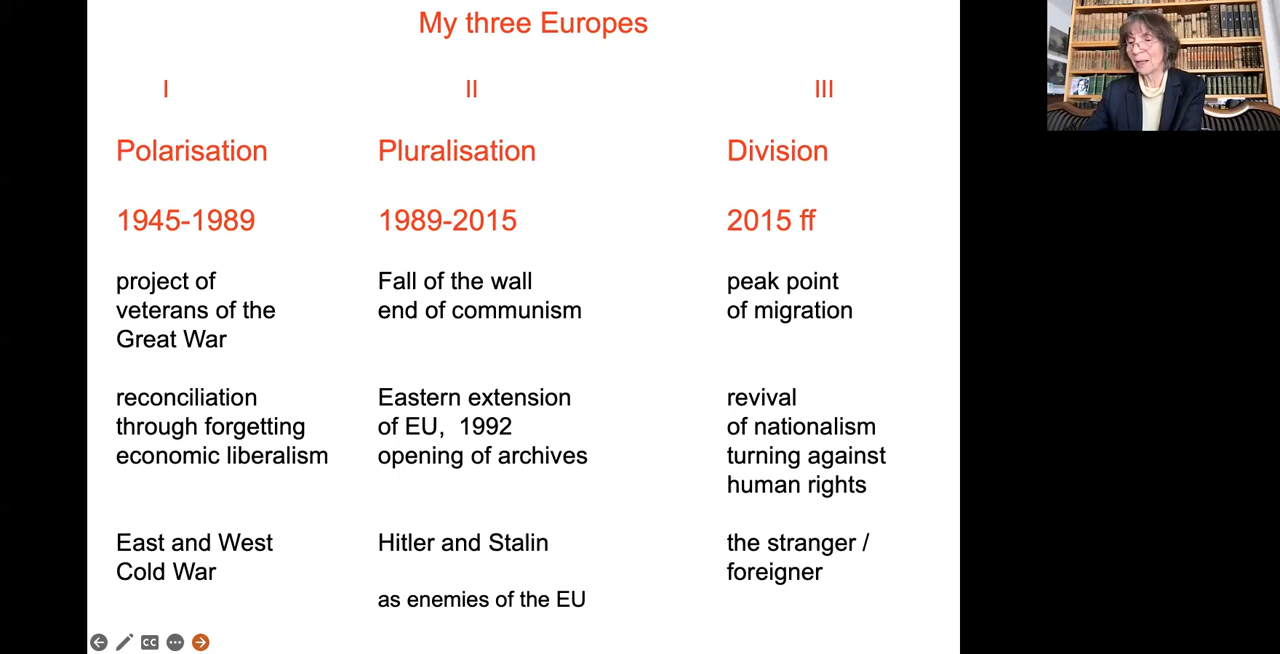 My three Europes
I
II
III
Polarisation
Pluralisation
Division
1945-1989
1989-2015
2015 ff
project of
veterans of the
Great War
Fall of the wall
end of communism
peak point
of migration
reconciliation
through forgetting
economic liberalism
Eastern extension
of EU, 1992
opening of archives
revival
of nationalism
turning against
human rights
East and West
Cold War
Hitler and Stalin
as enemies of the EU
the stranger /
foreigner
CC